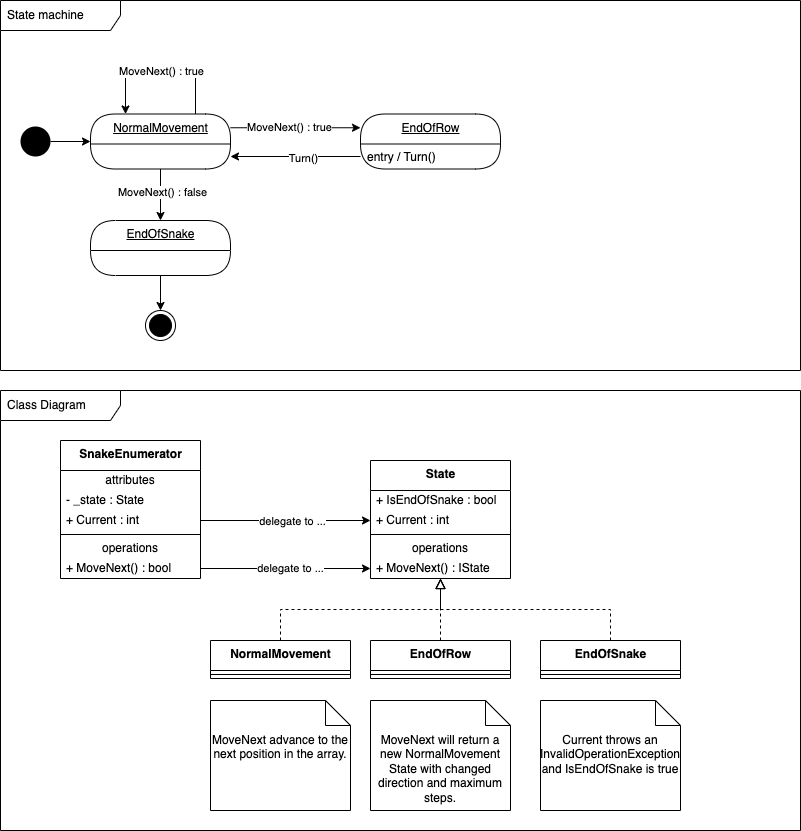 State machine
MoveNext() : true
NormalMovement
MoveNext() : true
EndOfRow
Turn()
entry / Turn()
MoveNext() : false
EndOfSnake
Class Diagram
SnakeEnumerator
attributes
- _state : State
+ Current : int
operations
+ MoveNext() : bool
delegate to ...
delegate to ...
State
+ IsEndOfSnake : bool
+ Current : int
operations
+ MoveNext() : IState
NormalMovement
EndOfRow
EndOfSnake
MoveNext advance to the
next position in the array.
MoveNext will return a
new NormalMovement
State with changed
direction and maximum
steps.
Current throws an
InvalidOperationException
and IsEndOfSnake is true